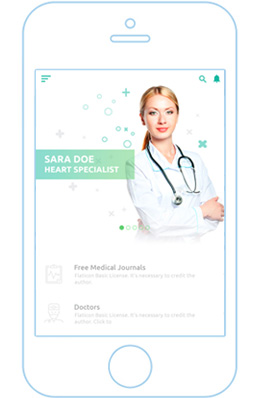 SARA DOE
HEART SPECIALIST
Free Medical Journals
Flaticon Basic License. It's necessary to credit the
author.
Doctors
Flaticon Basic License. It's necessary to credit the
author. Click to